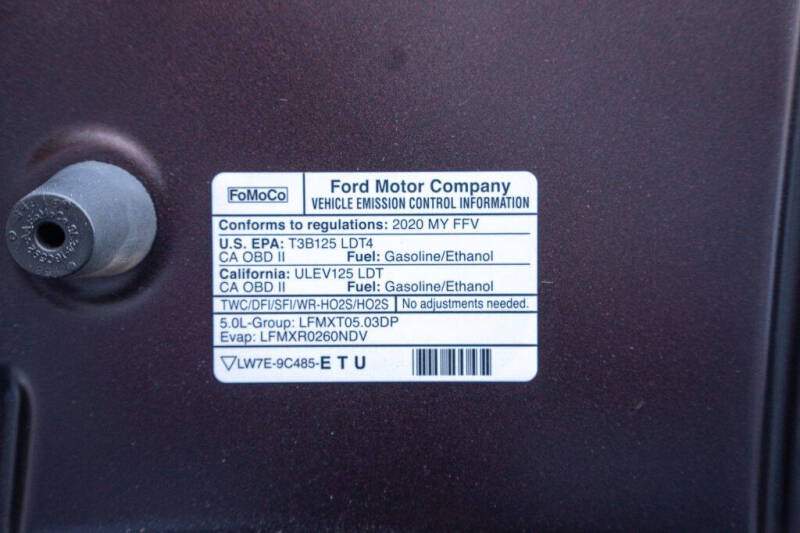 FoMoCo
Ford Motor Company
VEHICLE EMISSION CONTROL INFORMATION
Conforms to regulations: 2020 MY FFV
U.S. EPA: T3B125 LDT4
CA OBD II Fuel: Gasoline/Ethanol
California: ULEV125 LDT
CA OBD II Fuel: Gasoline/Ethanol
TWC/DFI/SFI/WR-HO2S/HO2S No adjustments needed.
5.0L-Group: LFMXT05.03DP
Evap: LFMXR0260NDV
LW7E-9C485-E T U